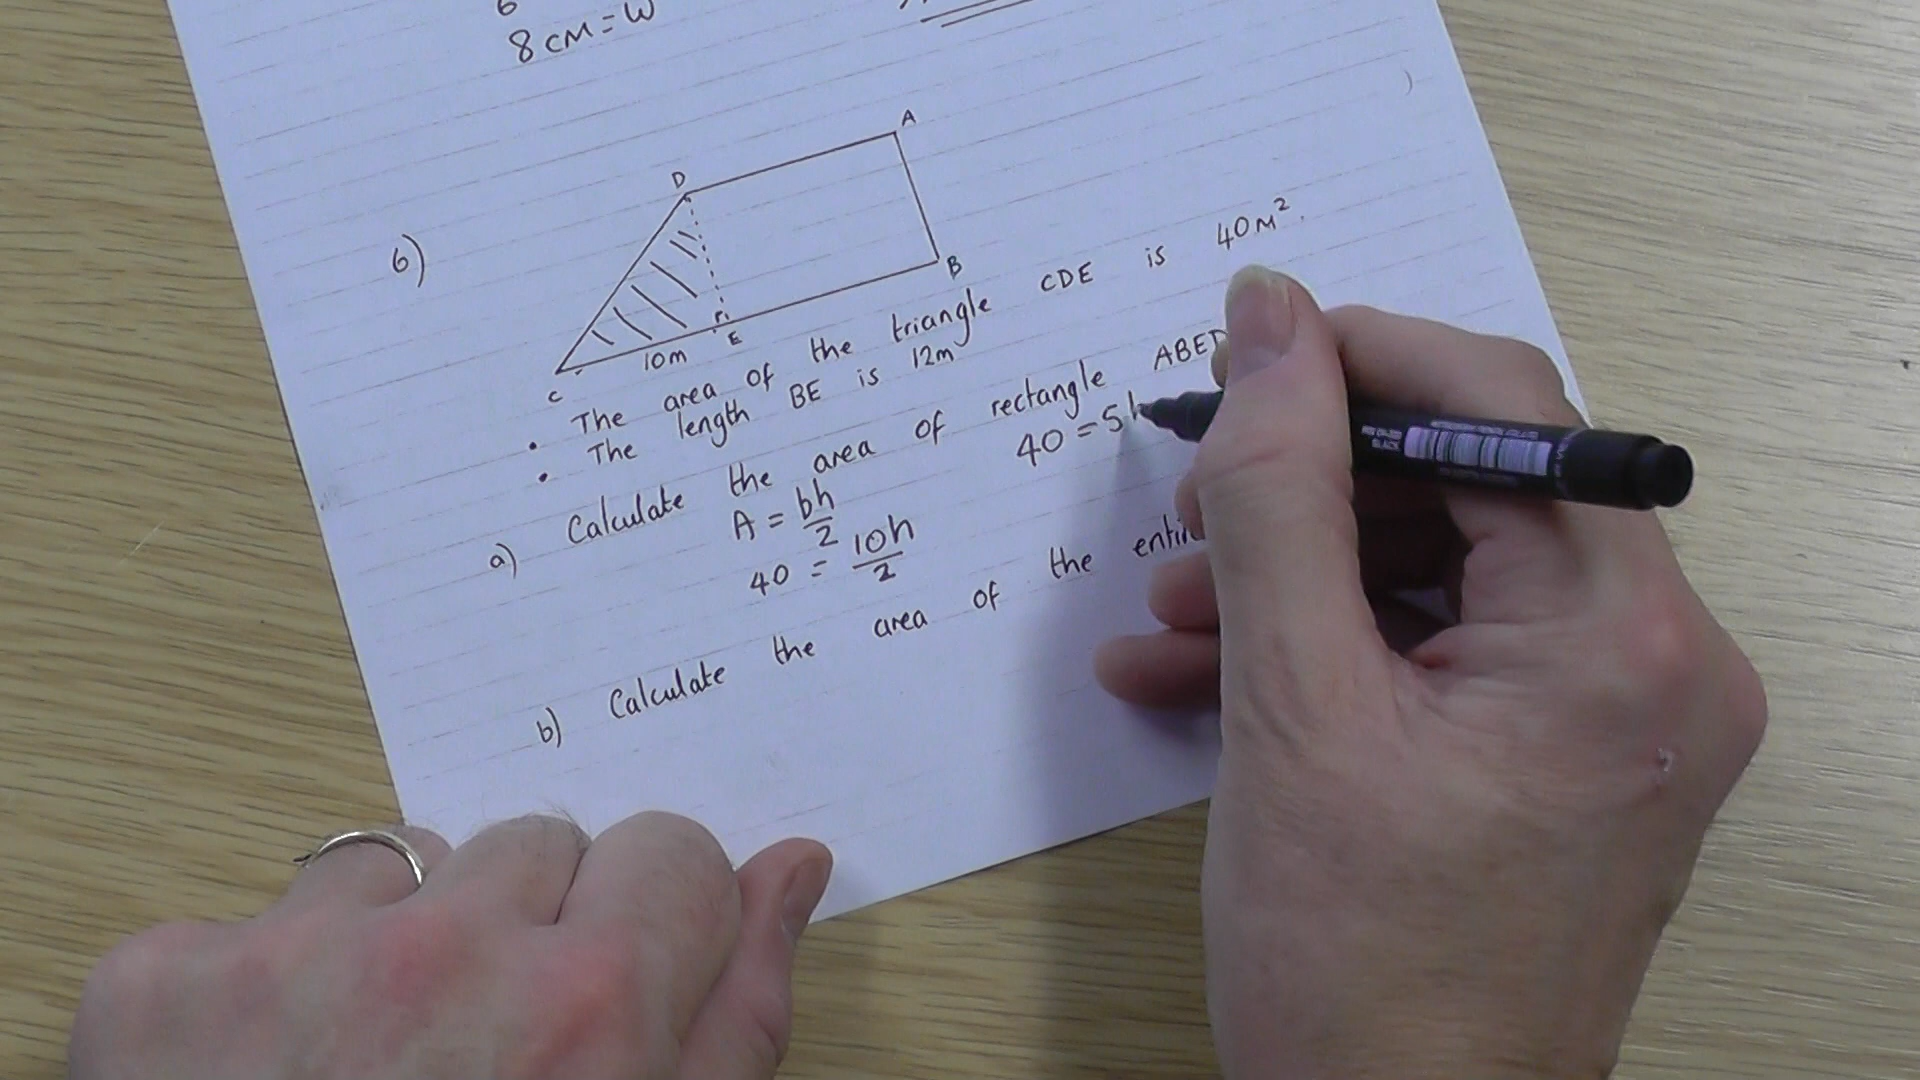 8 cm = W
6)
D
A
B
E
10m
C
• The area of the triangle CDE is 40m².
• The length BE is 12m
a) Calculate the area of rectangle ABED
A = bh/2
40 = 10h/2
40 = 5h
b) Calculate the area of the
BLACK